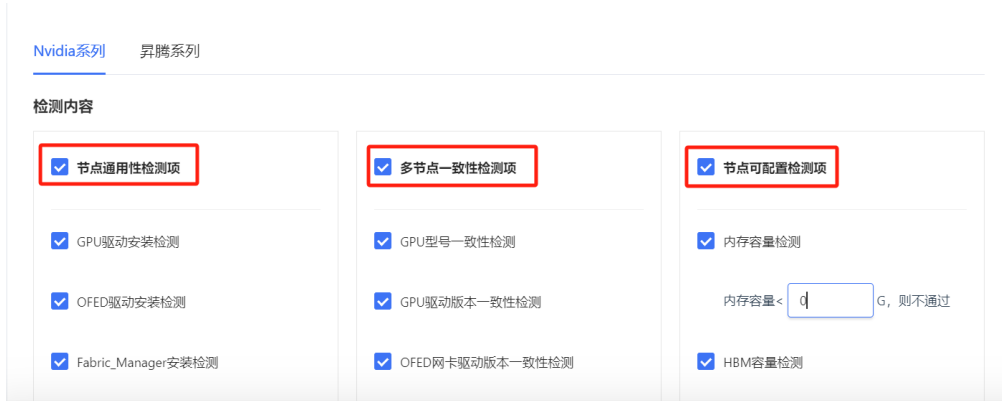 Nvidia系列 昇腾系列
检测内容
节点通用性检测项
GPU驱动安装检测
OFED驱动安装检测
Fabric_Manager安装检测
多节点一致性检测项
GPU型号一致性检测
GPU驱动版本一致性检测
OFED网卡驱动版本一致性检测
节点可配置检测项
内存容量检测
内存容量< 0 G，则不通过
HBM容量检测